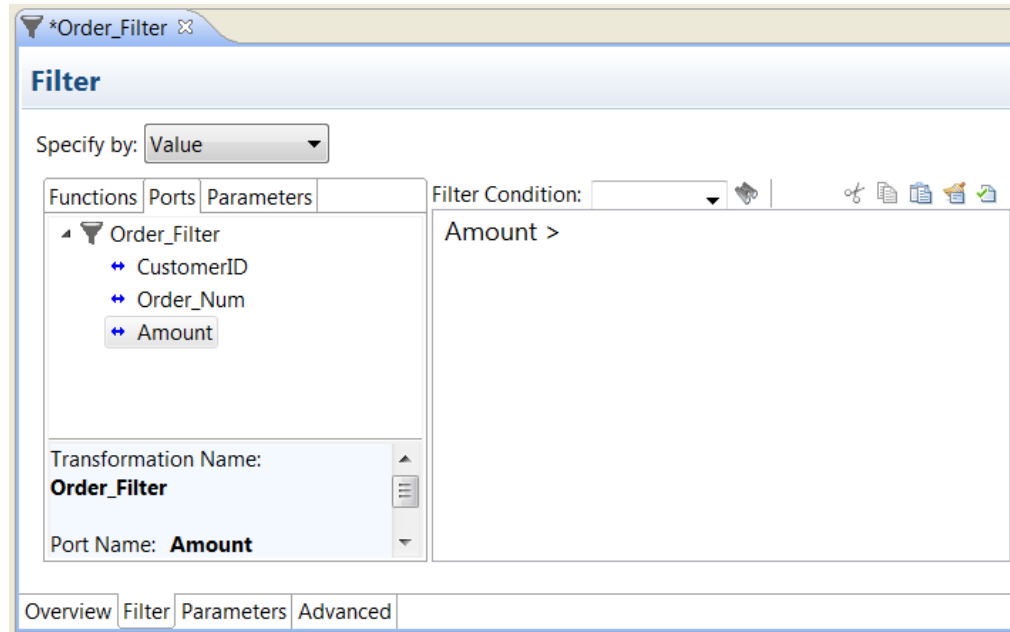 *Order_Filter
Filter
Specify by: Value
Functions Ports Parameters
Filter Condition:
Order_Filter
CustomerID
Order_Num
Amount
Amount >
Transformation Name:
Order_Filter
Port Name: Amount
Overview Filter Parameters Advanced